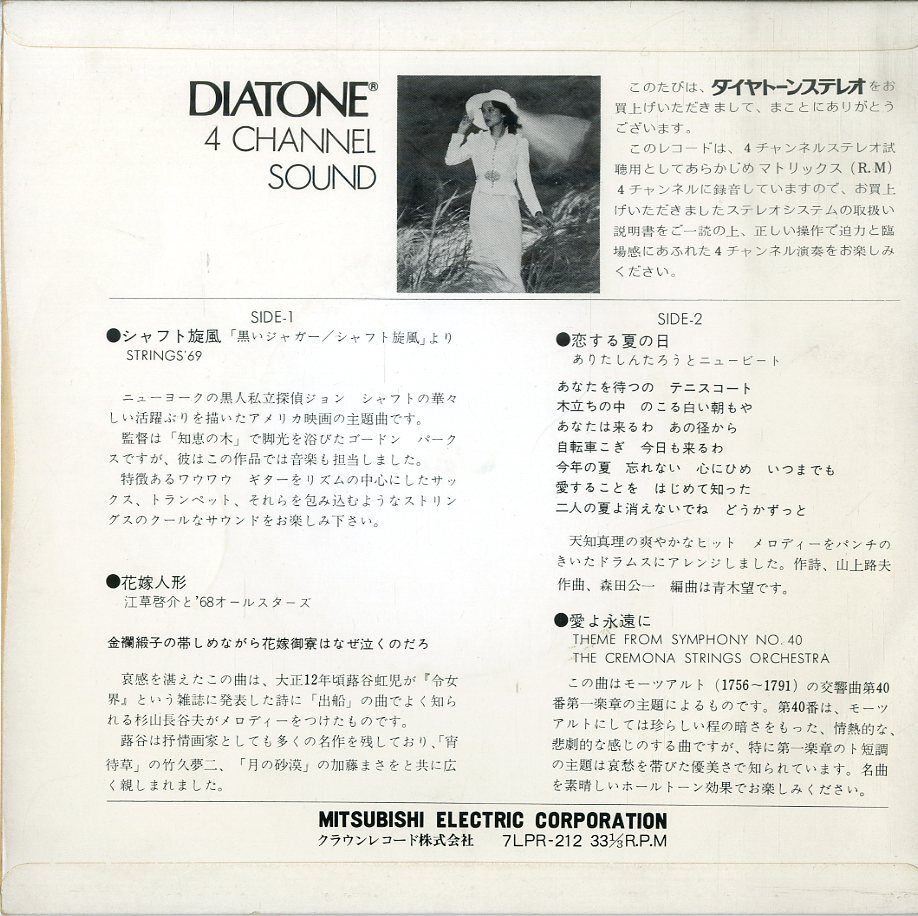 DIATONE®
4 CHANNEL
SOUND
このたびは、ダイヤトーンステレオをお
買上げいただきまして、まことにありがとう
ございます。
このレコードは、4チャンネルステレオ試
聴用としてあらかじめマトリックス(R.M)
4チャンネルに録音していますので、お買上
げいただきましたステレオシステムの取扱い
説明書をご一読の上、正しい操作で迫力と臨
場感にあふれた4チャンネル演奏をお楽しみ
ください。
SIDE-1
●シャフト旋風「黒いジャガー/シャフト旋風」より
STRINGS'69
ニューヨークの黒人私立探偵ジョン シャフトの華々
しい活躍ぶりを描いたアメリカ映画の主題曲です。
監督は「知恵の木」で脚光を浴びたゴードン パーク
スですが、彼はこの作品では音楽も担当しました。
特徴あるワウワウ ギターをリズムの中心にしたサッ
クス、トランペット、それらを包み込むようなストリン
グスのクールなサウンドをお楽しみ下さい。
●花嫁人形
江草啓介と'68オールスターズ
金襴緞子の帯しめながら花嫁御寮はなぜ泣くのだろ
哀感を湛えたこの曲は、大正12年頃蕗谷虹児が『令女
界』という雑誌に発表した詩に「出船」の曲でよく知ら
れる杉山長谷夫がメロディーをつけたものです。
蕗谷は抒情画家としても多くの名作を残しており、「宵
待草」の竹久夢二、「月の砂漠」の加藤まさをと共に広
く親しまれました。
SIDE-2
●恋する夏の日
ありたしんたろうとニュービート
あなたを待つの テニスコート
木立ちの中 のこる白い朝もや
あなたは来るわ あの径から
自転車こぎ 今日も来るわ
今年の夏 忘れない 心にひめ いつまでも
愛することを はじめて知った
二人の夏よ消えないでね どうかずっと
天知真理の爽やかなヒット メロディーをパンチの
きいたドラムスにアレンジしました。作詩、山上路夫
作曲、森田公一 編曲は青木望です。
●愛よ永遠に
THEME FROM SYMPHONY NO. 40
THE CREMONA STRINGS ORCHESTRA
この曲はモーツアルト(1756~1791)の交響曲第40
番第一楽章の主題によるものです。第40番は、モーツ
アルトにしては珍らしい程の暗さをもった、情熱的な、
悲劇的な感じのする曲ですが、特に第一楽章のト短調
の主題は哀愁を帯びた優美さで知られています。名曲
を素晴しいホールトーン効果でお楽しみください。
MITSUBISHI ELECTRIC CORPORATION
クラウンレコード株式会社 7LPR-212 33⅓R.P.M